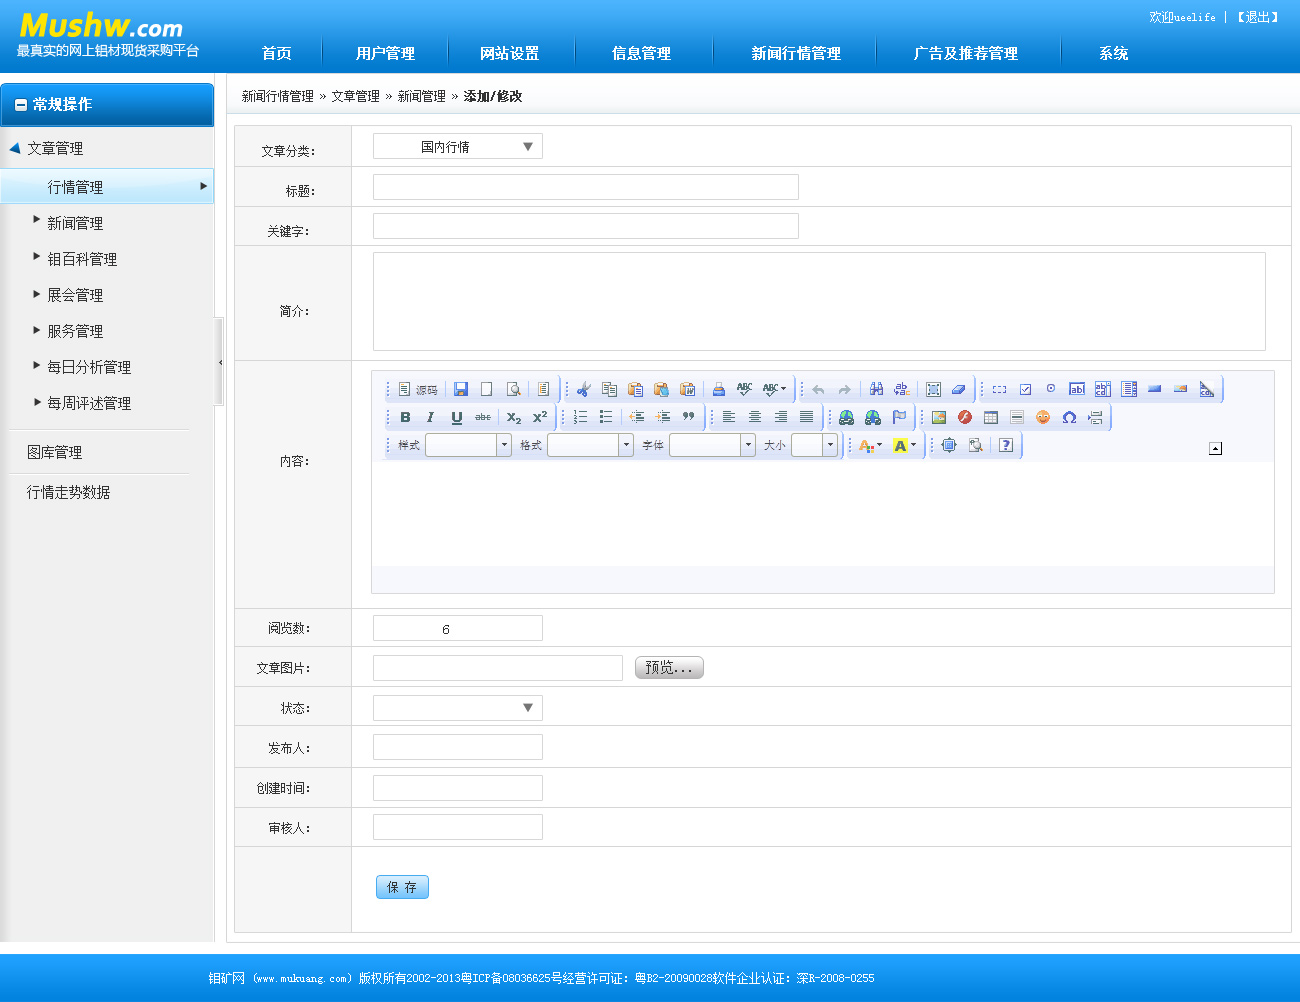 Mushw.com
最真实的网上铝材现货采购平台
欢迎ueelife | 【退出】
首页 用户管理 网站设置 信息管理 新闻行情管理 广告及推荐管理 系统
常规操作
文章管理
行情管理
新闻管理
钼百科管理
展会管理
服务管理
每日分析管理
每周评述管理
图库管理
行情走势数据
新闻行情管理 » 文章管理 » 新闻管理 » 添加/修改
文章分类： 国内行情
标题：
关键字：
简介：
内容：
源码
B I U abc X₂ X²
样式 格式 字体 大小
阅览数： 6
文章图片： 预览...
状态：
发布人：
创建时间：
审核人：
保 存
钼矿网 (www.mukuang.com) 版权所有2002-2013粤ICP备08036625号经营许可证：粤B2-20090028软件企业认证：深R-2008-0255